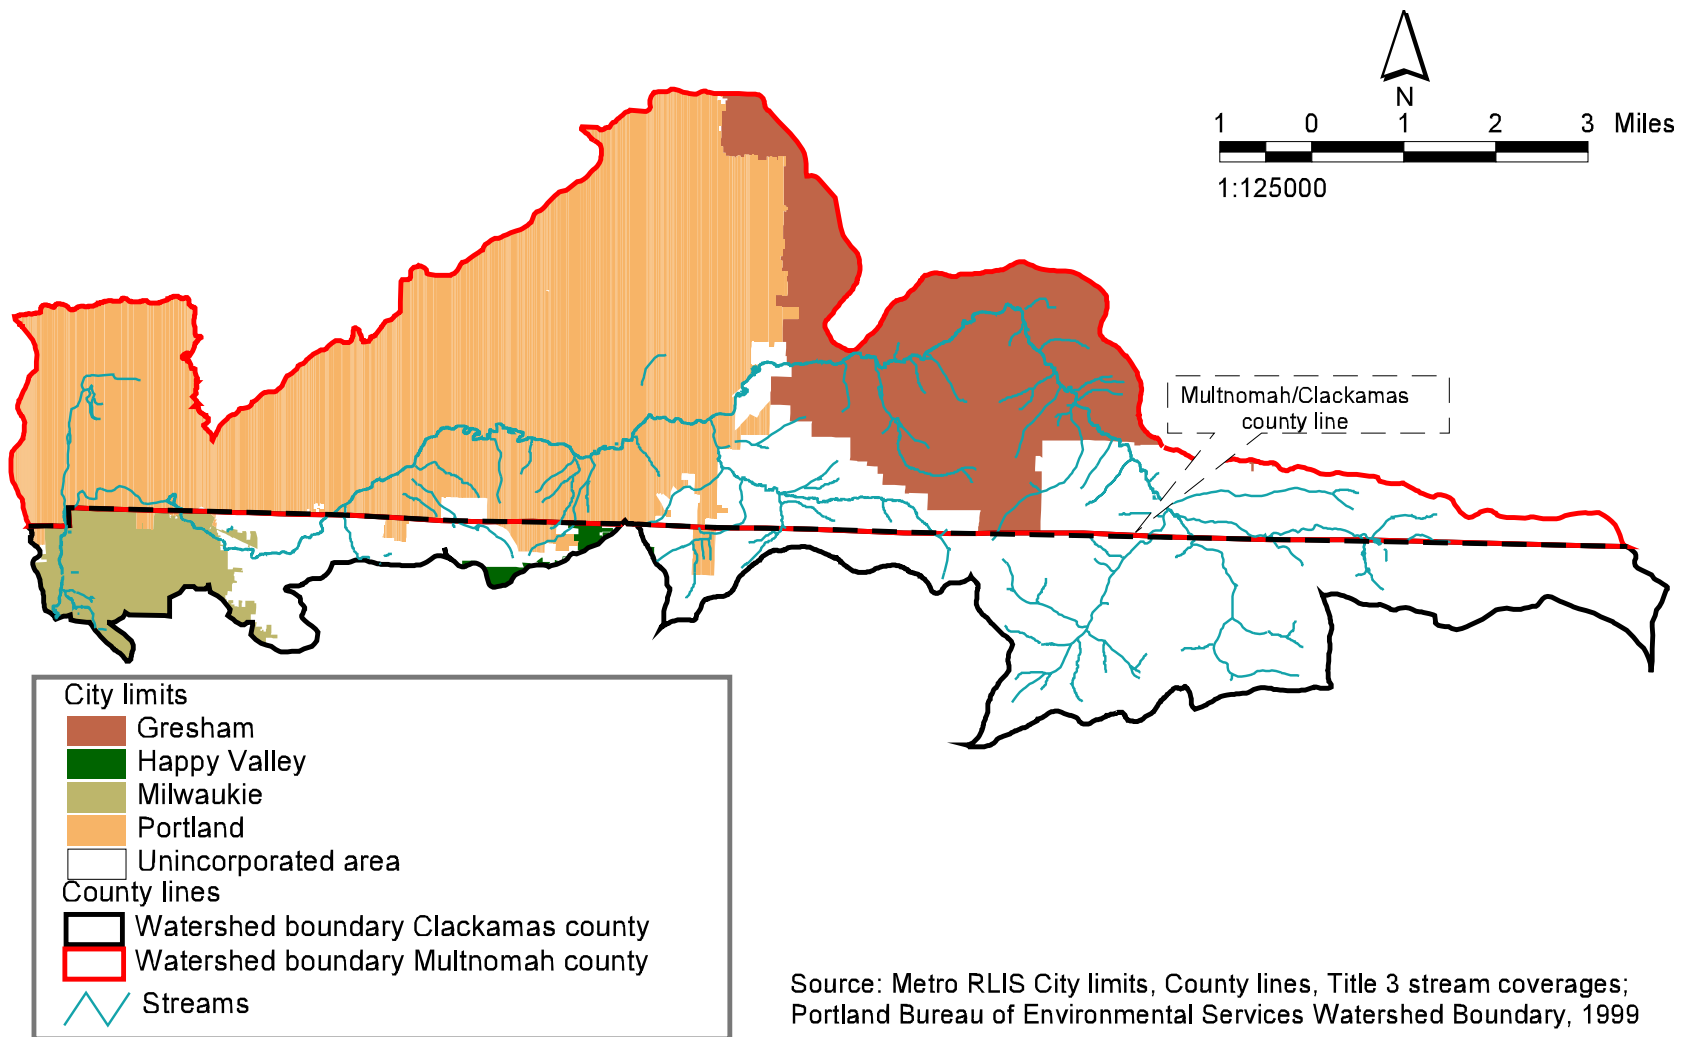 N
1 0 1 2 3 Miles
1:125000
Multnomah/Clackamas
county line
City limits
Gresham
Happy Valley
Milwaukie
Portland
Unincorporated area
County lines
Watershed boundary Clackamas county
Watershed boundary Multnomah county
Streams
Source: Metro RLIS City limits, County lines, Title 3 stream coverages;
Portland Bureau of Environmental Services Watershed Boundary, 1999